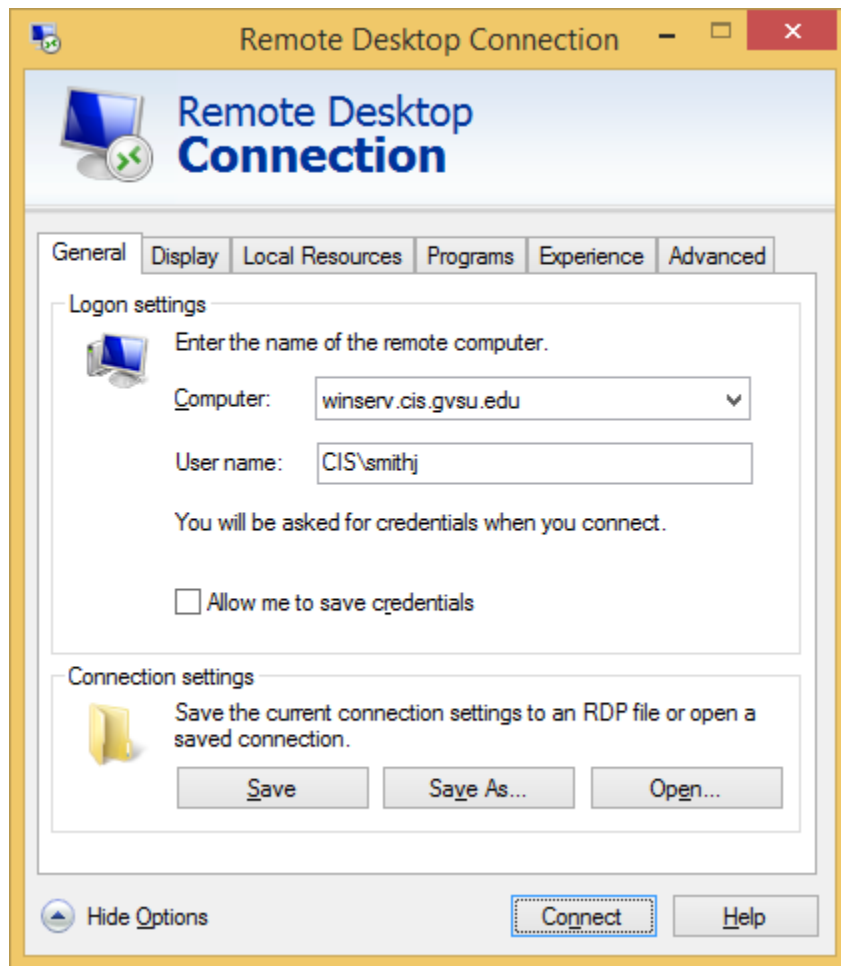 Remote Desktop Connection
Remote Desktop
Connection
General Display Local Resources Programs Experience Advanced
Logon settings
Enter the name of the remote computer.
Computer: winserv.cis.gvsu.edu
User name: CIS\smithj
You will be asked for credentials when you connect.
Allow me to save credentials
Connection settings
Save the current connection settings to an RDP file or open a
saved connection.
Save Save As... Open...
Hide Options Connect Help